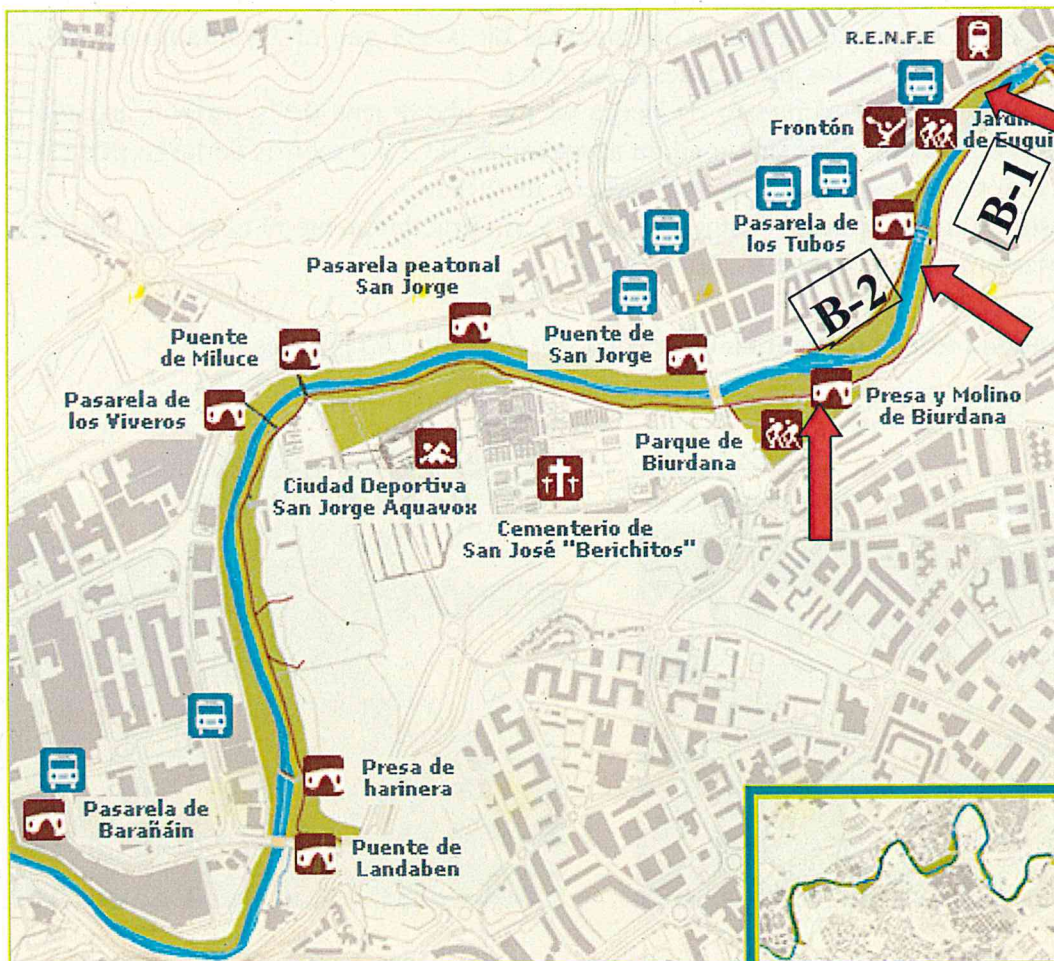 R.E.N.F.E
Frontón
de Eugui
B-1
Pasarela de
los Tubos
Pasarela peatonal
San Jorge
B-2
Puente
de Miluce
Puente de
San Jorge
Pasarela de
los Viveros
Presa y Molino
de Biurdana
Parque de
Biurdana
Ciudad Deportiva
San Jorge Aquavox
Cementerio de
San José "Berichitos"
Presa de
harinera
Pasarela de
Barañáin
Puente de
Landaben